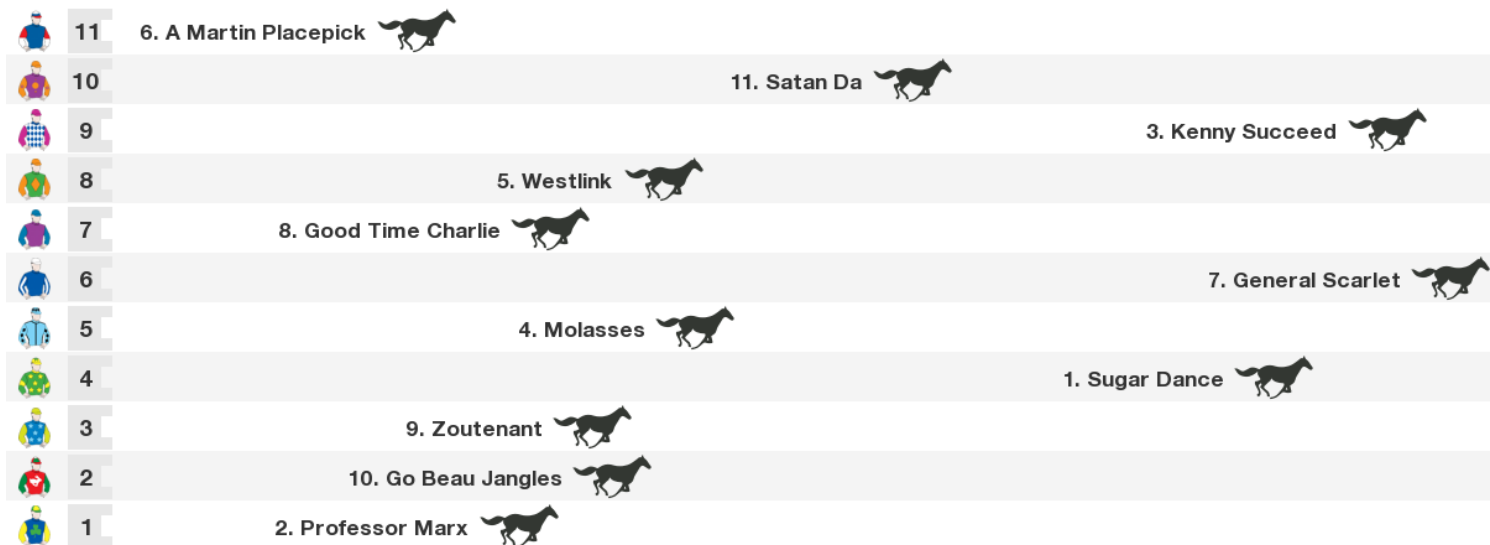 11 6. A Martin Placepick
10 11. Satan Da
9 3. Kenny Succeed
8 5. Westlink
7 8. Good Time Charlie
6 7. General Scarlet
5 4. Molasses
4 1. Sugar Dance
3 9. Zoutenant
2 10. Go Beau Jangles
1 2. Professor Marx